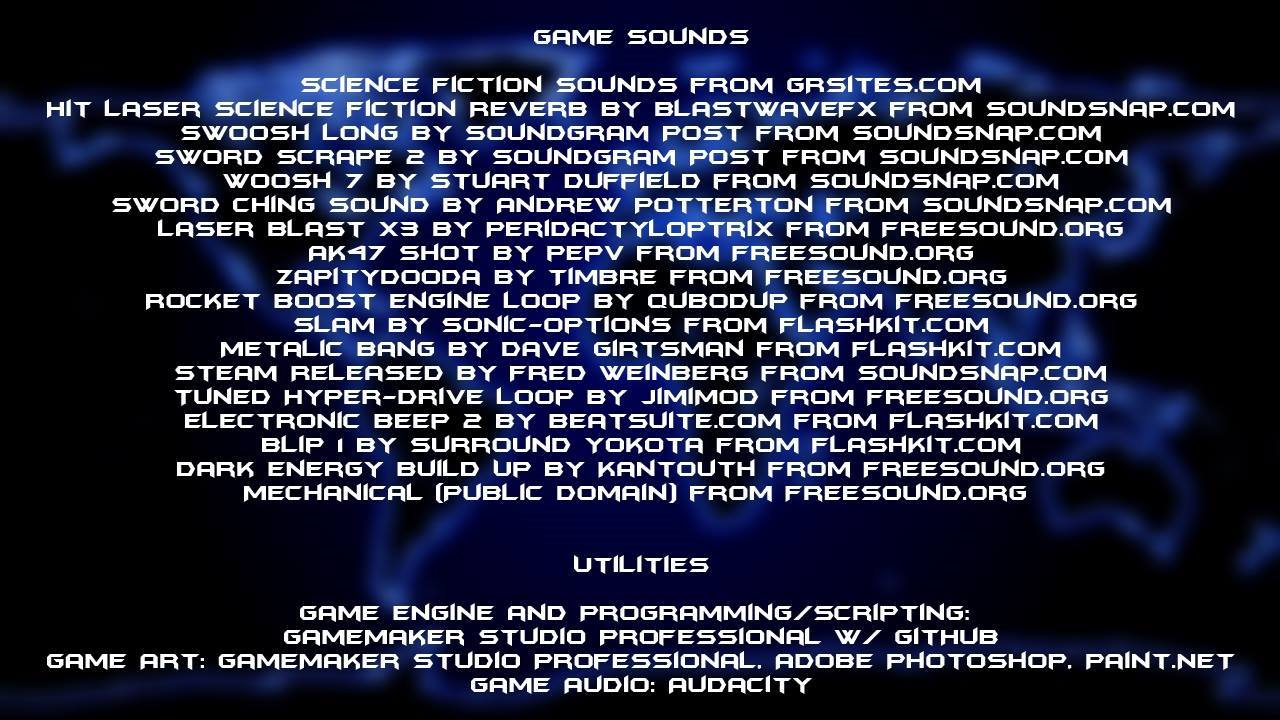 GAME SOUNDS
SCIENCE FICTION SOUNDS FROM GRSITES.COM
HIT LASER SCIENCE FICTION REVERB BY BLASTWAVEFX FROM SOUNDSNAP.COM
SWOOSH LONG BY SOUNDGRAM POST FROM SOUNDSNAP.COM
SWORD SCRAPE 2 BY SOUNDGRAM POST FROM SOUNDSNAP.COM
WOOSH 7 BY STUART DUFFIELD FROM SOUNDSNAP.COM
SWORD CHING SOUND BY ANDREW POTTERTON FROM SOUNDSNAP.COM
LASER BLAST X3 BY PERIDACTYLOPTRIX FROM FREESOUND.ORG
AK47 SHOT BY PEPV FROM FREESOUND.ORG
ZAPITYDOODA BY TIMBRE FROM FREESOUND.ORG
ROCKET BOOST ENGINE LOOP BY QUBODUP FROM FREESOUND.ORG
SLAM BY SONIC-OPTIONS FROM FLASHKIT.COM
METALIC BANG BY DAVE GIRTSMAN FROM FLASHKIT.COM
STEAM RELEASED BY FRED WEINBERG FROM SOUNDSNAP.COM
TUNED HYPER-DRIVE LOOP BY JIMIMOD FROM FREESOUND.ORG
ELECTRONIC BEEP 2 BY BEATSUITE.COM FROM FLASHKIT.COM
BLIP 1 BY SURROUND YOKOTA FROM FLASHKIT.COM
DARK ENERGY BUILD UP BY KANTOUTH FROM FREESOUND.ORG
MECHANICAL (PUBLIC DOMAIN) FROM FREESOUND.ORG
UTILITIES
GAME ENGINE AND PROGRAMMING/SCRIPTING:
GAMEMAKER STUDIO PROFESSIONAL W/ GITHUB
GAME ART: GAMEMAKER STUDIO PROFESSIONAL, ADOBE PHOTOSHOP, PAINT.NET
GAME AUDIO: AUDACITY